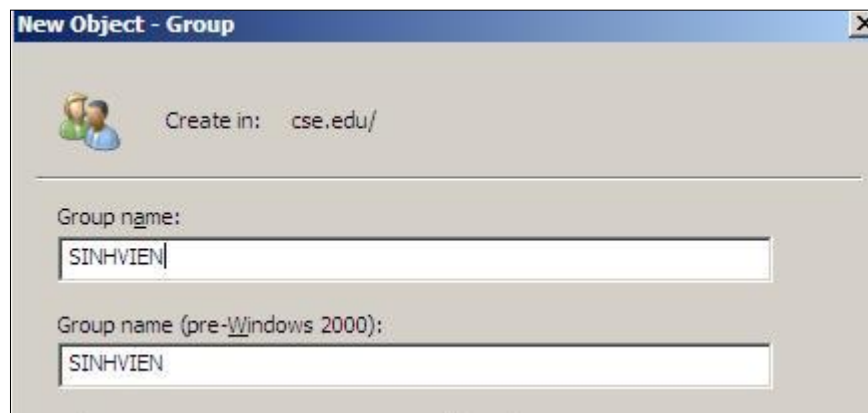 New Object - Group
Create in: cse.edu/
Group name:
SINHVIEN
Group name (pre-Windows 2000):
SINHVIEN